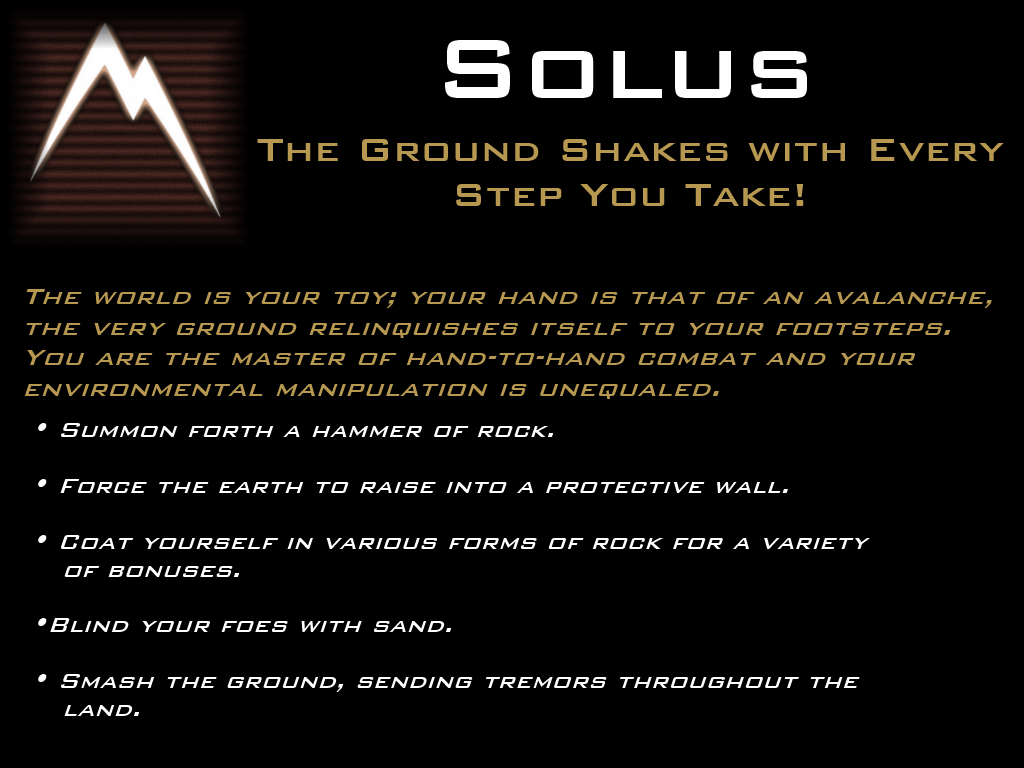 Solus
The Ground Shakes with Every
Step You Take!
The world is your toy; your hand is that of an avalanche,
the very ground relinquishes itself to your footsteps.
You are the master of hand-to-hand combat and your
environmental manipulation is unequaled.
• Summon forth a hammer of rock.
• Force the earth to raise into a protective wall.
• Coat yourself in various forms of rock for a variety
of bonuses.
•Blind your foes with sand.
• Smash the ground, sending tremors throughout the
land.